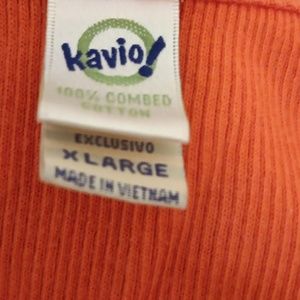 kavio!
100% COMBED
COTTON
EXCLUSIVO
X LARGE
MADE IN VIETNAM